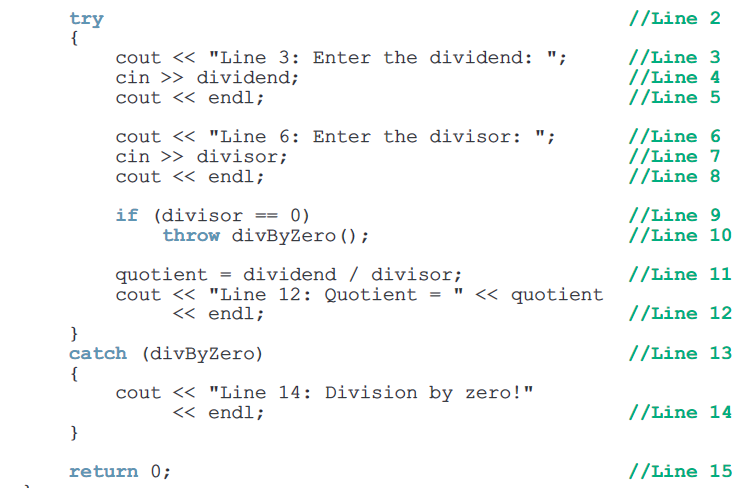 try //Line 2
{
cout << "Line 3: Enter the dividend: "; //Line 3
cin >> dividend; //Line 4
cout << endl; //Line 5
cout << "Line 6: Enter the divisor: "; //Line 6
cin >> divisor; //Line 7
cout << endl; //Line 8
if (divisor == 0) //Line 9
throw divByZero(); //Line 10
quotient = dividend / divisor; //Line 11
cout << "Line 12: Quotient = " << quotient
<< endl; //Line 12
}
catch (divByZero) //Line 13
{
cout << "Line 14: Division by zero!"
<< endl; //Line 14
}
return 0; //Line 15